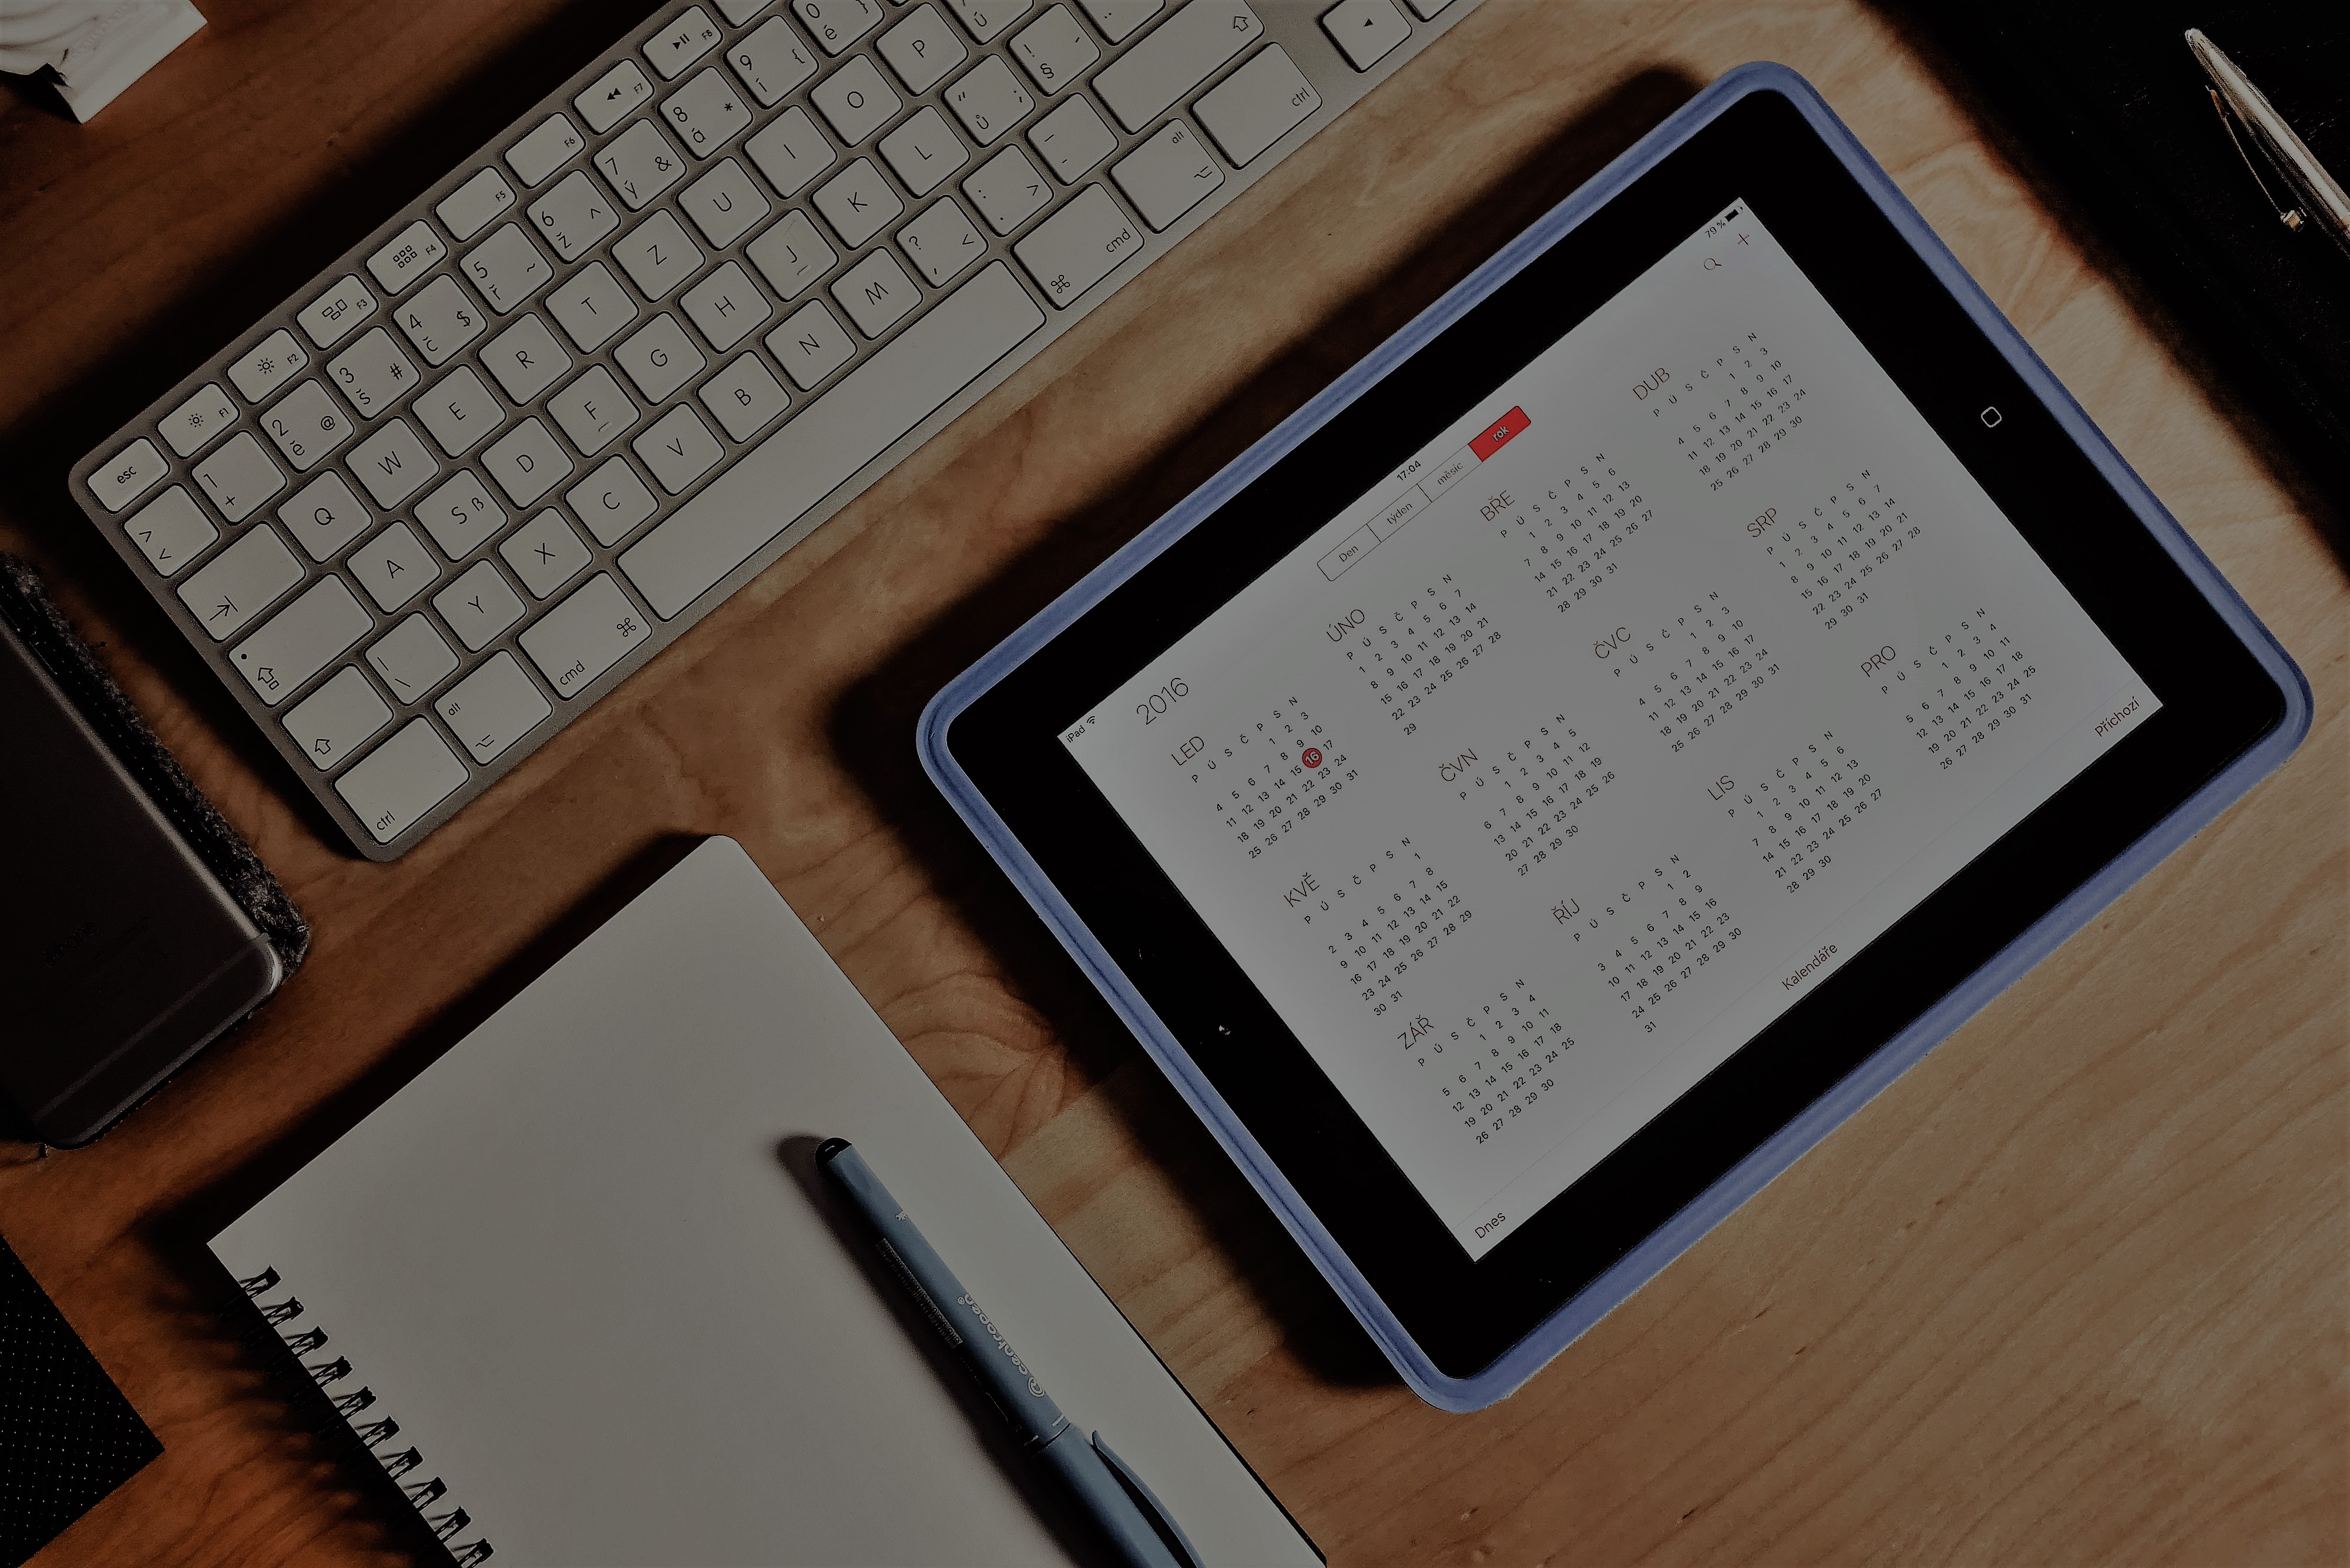 esc F1 F2 F3 F4 F5 F6 F7 F8
> <
1 +
2 @ ě
3 # š
4 $ č
5 ~ ř
6 ^ ž
7 & ý
8 * á
9 { í
0 } é
Q W E R T Z U I O P
ú
A S ß D F G H J K L
" ; ů
! ' §
| \
Y X C V B N M
? < ,
: > .
_ -
ctrl alt cmd cmd alt ctrl
iPad
17:04
79 %
Den týden měsíc rok
2016
LED
P Ú S Č P S N
1 2 3
4 5 6 7 8 9 10
11 12 13 14 15 16 17
18 19 20 21 22 23 24
25 26 27 28 29 30 31
ÚNO
P Ú S Č P S N
1 2 3 4 5 6 7
8 9 10 11 12 13 14
15 16 17 18 19 20 21
22 23 24 25 26 27 28
29
BŘE
P Ú S Č P S N
1 2 3 4 5 6
7 8 9 10 11 12 13
14 15 16 17 18 19 20
21 22 23 24 25 26 27
28 29 30 31
DUB
P Ú S Č P S N
1 2 3
4 5 6 7 8 9 10
11 12 13 14 15 16 17
18 19 20 21 22 23 24
25 26 27 28 29 30
KVĚ
P Ú S Č P S N
1
2 3 4 5 6 7 8
9 10 11 12 13 14 15
16 17 18 19 20 21 22
23 24 25 26 27 28 29
30 31
ČVN
P Ú S Č P S N
1 2 3 4 5
6 7 8 9 10 11 12
13 14 15 16 17 18 19
20 21 22 23 24 25 26
27 28 29 30
ČVC
P Ú S Č P S N
1 2 3
4 5 6 7 8 9 10
11 12 13 14 15 16 17
18 19 20 21 22 23 24
25 26 27 28 29 30 31
SRP
P Ú S Č P S N
1 2 3 4 5 6 7
8 9 10 11 12 13 14
15 16 17 18 19 20 21
22 23 24 25 26 27 28
29 30 31
ZÁŘ
P Ú S Č P S N
1 2 3 4
5 6 7 8 9 10 11
12 13 14 15 16 17 18
19 20 21 22 23 24 25
26 27 28 29 30
ŘÍJ
P Ú S Č P S N
1 2
3 4 5 6 7 8 9
10 11 12 13 14 15 16
17 18 19 20 21 22 23
24 25 26 27 28 29 30
31
LIS
P Ú S Č P S N
1 2 3 4 5 6
7 8 9 10 11 12 13
14 15 16 17 18 19 20
21 22 23 24 25 26 27
28 29 30
PRO
P Ú S Č P S N
1 2 3 4
5 6 7 8 9 10 11
12 13 14 15 16 17 18
19 20 21 22 23 24 25
26 27 28 29 30 31
Dnes Kalendáře Příchozí
centropen